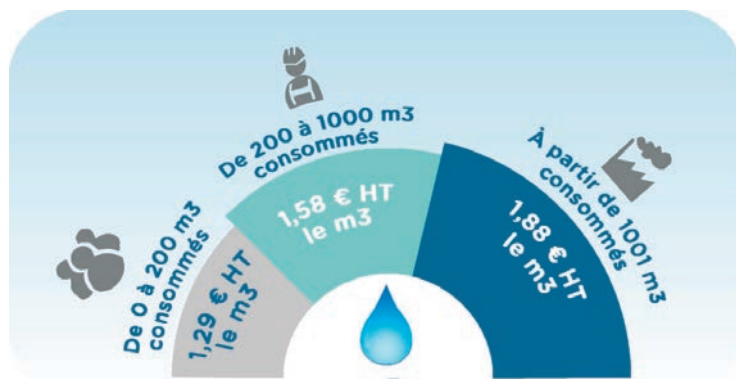 De 0 à 200 m3
consommés
1,29 € HT
le m3
De 200 à 1000 m3
consommés
1,58 € HT
le m3
À partir de 1001 m3
consommés
1,88 € HT
le m3